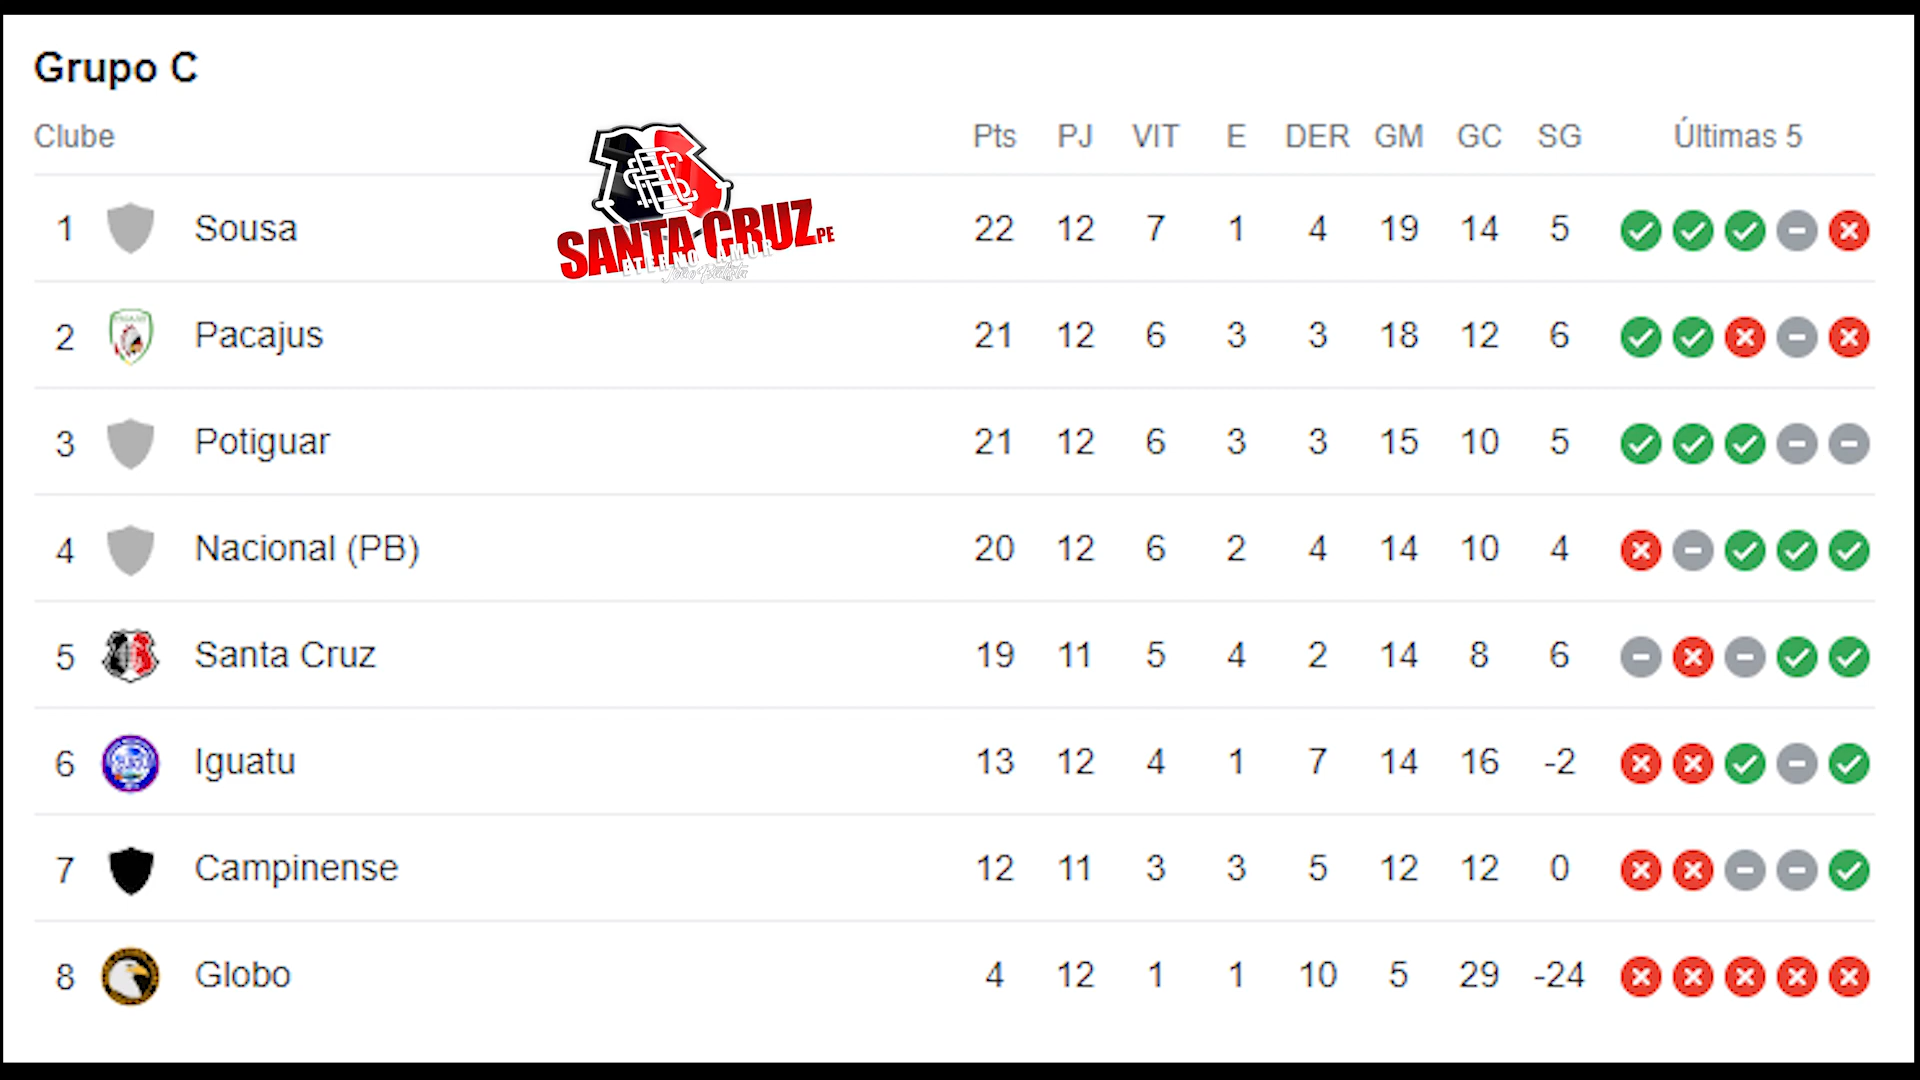 Grupo C
Clube Pts PJ VIT E DER GM GC SG Últimas 5
SANTA CRUZ PE
ETERNO AMOR
1 Sousa 22 12 7 1 4 19 14 5
2 Pacajus 21 12 6 3 3 18 12 6
3 Potiguar 21 12 6 3 3 15 10 5
4 Nacional (PB) 20 12 6 2 4 14 10 4
5 Santa Cruz 19 11 5 4 2 14 8 6
6 Iguatu 13 12 4 1 7 14 16 -2
7 Campinense 12 11 3 3 5 12 12 0
8 Globo 4 12 1 1 10 5 29 -24